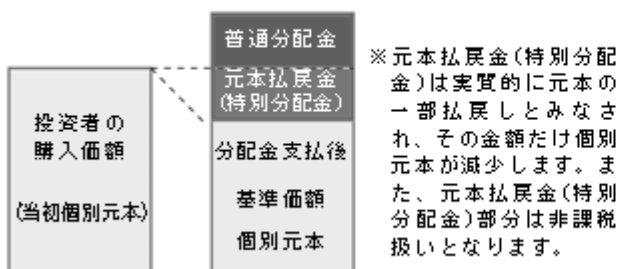 投資者の
購入価額
(当初個別元本)
普通分配金
元本払戻金
(特別分配金)
分配金支払後
基準価額
個別元本
※元本払戻金(特別分配
金)は実質的に元本の
一部払戻しとみなさ
れ、その金額だけ個別
元本が減少します。ま
た、元本払戻金(特別
分配金)部分は非課税
扱いとなります。